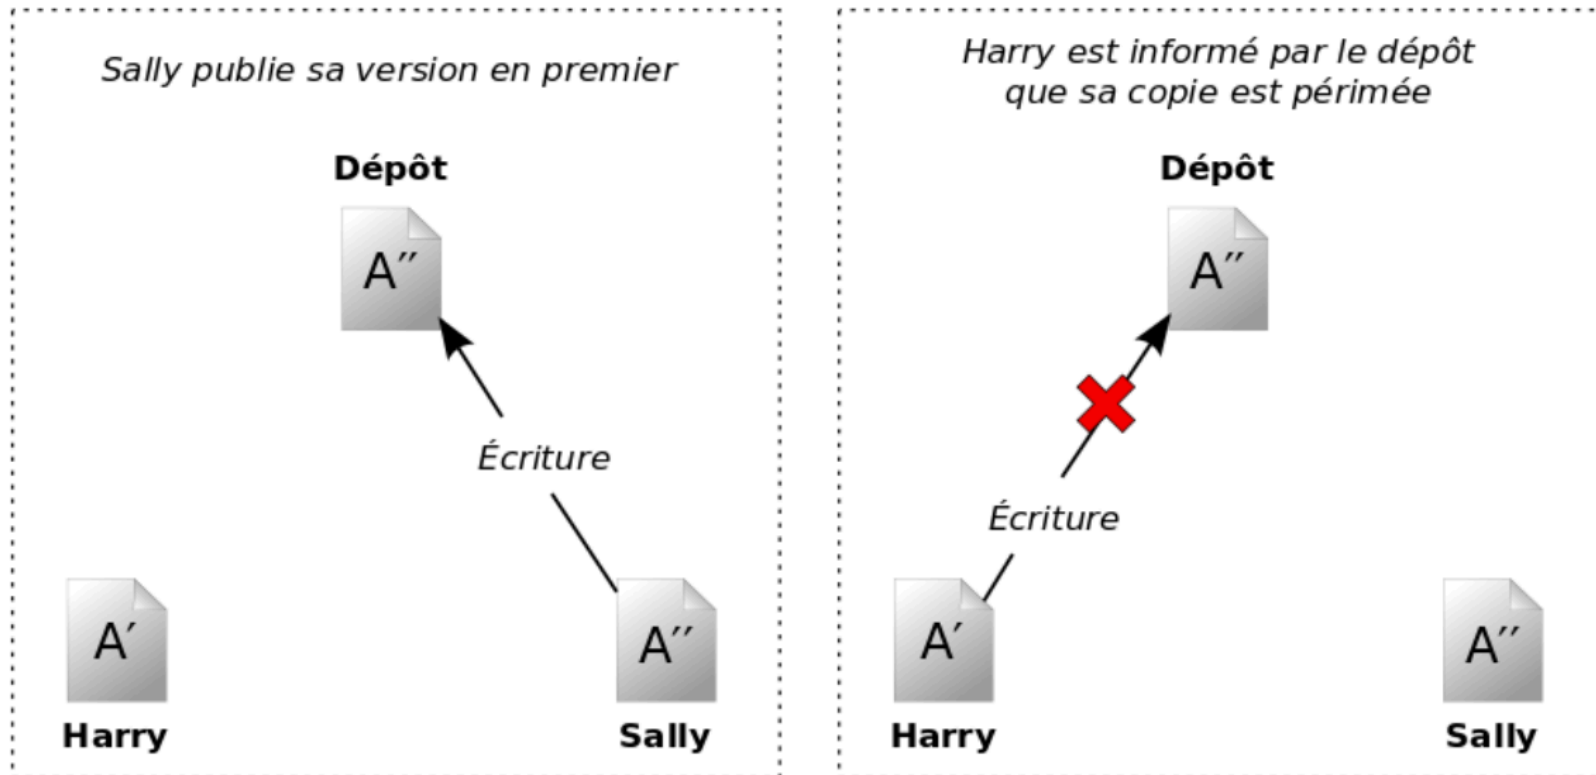 Sally publie sa version en premier
Dépôt
A″
Écriture
A′
A″
Harry
Sally
Harry est informé par le dépôt
que sa copie est périmée
Dépôt
A″
Écriture
A′
A″
Harry
Sally